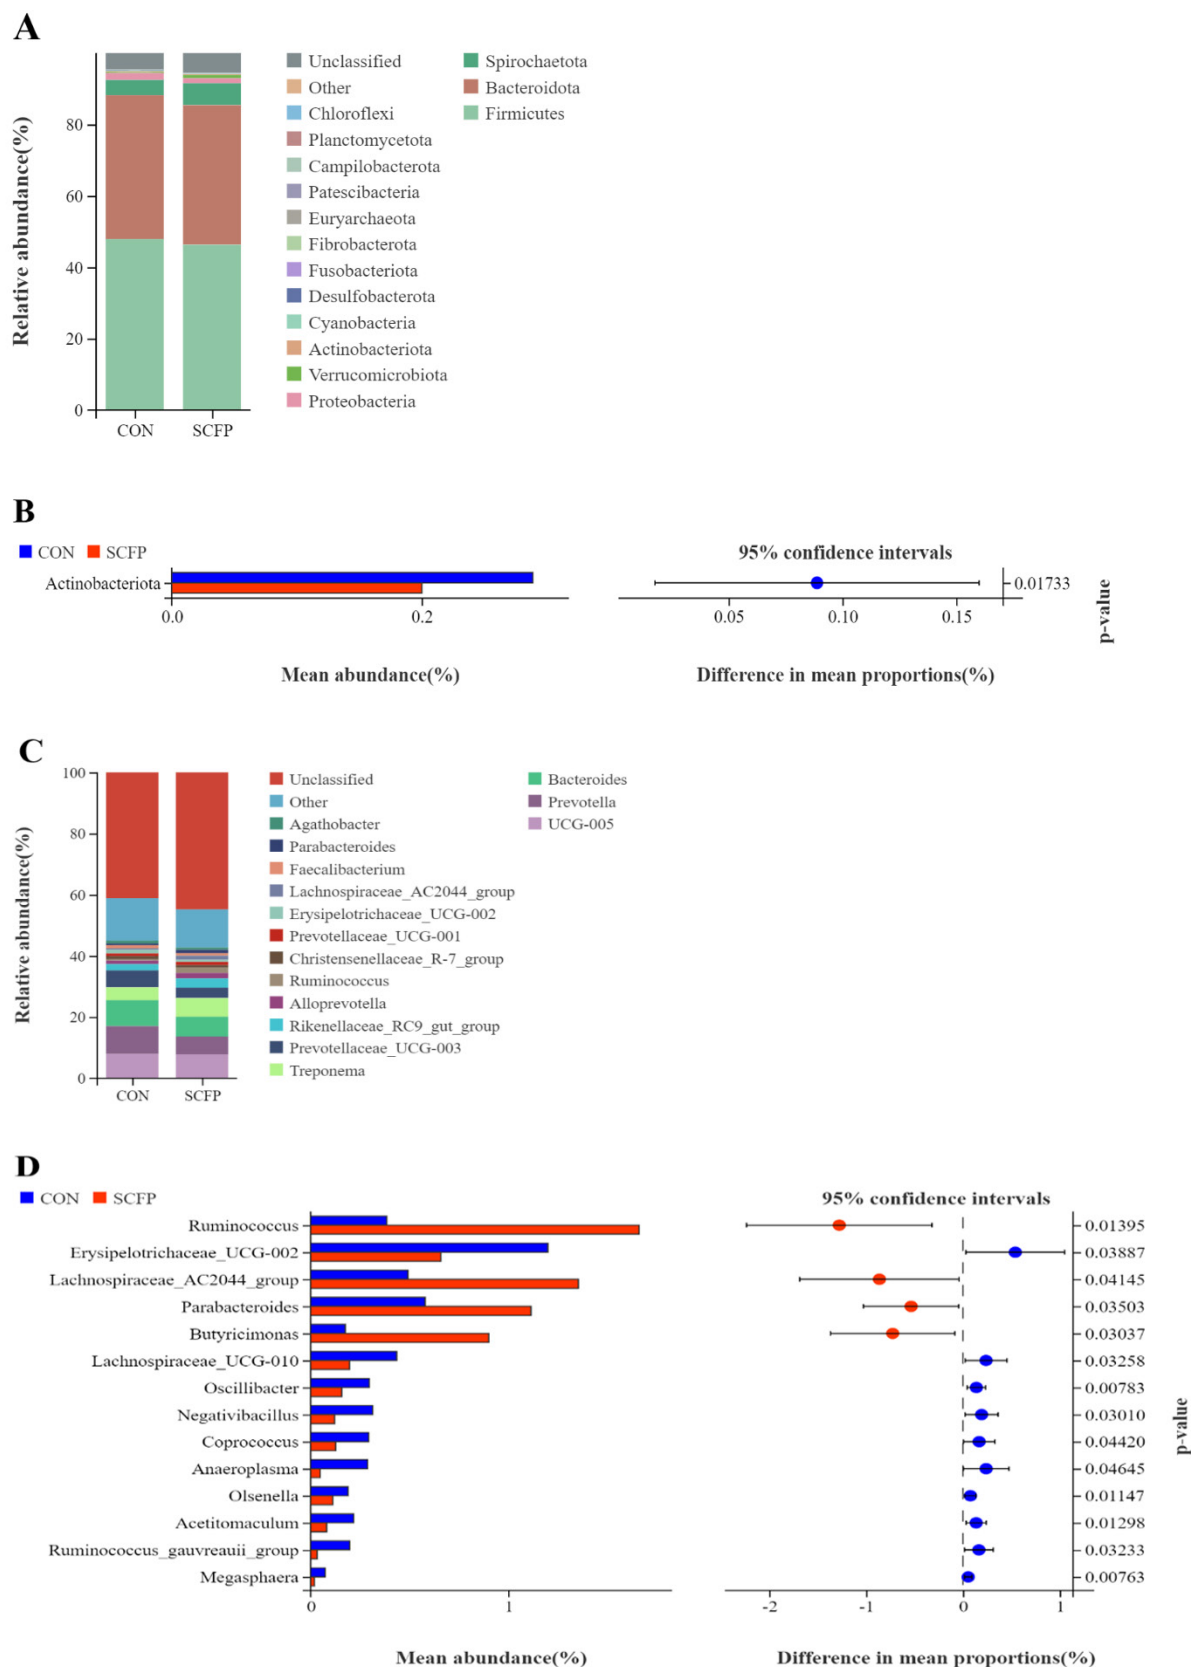 A
Relative abundance(%)
80
60
40
20
0
CON SCFP
Unclassified
Other
Chloroflexi
Planctomycetota
Campilobacterota
Patescibacteria
Euryarchaeota
Fibrobacterota
Fusobacteriota
Desulfobacterota
Cyanobacteria
Actinobacteriota
Verrucomicrobiota
Proteobacteria
Spirochaetota
Bacteroidota
Firmicutes
B
CON SCFP
95% confidence intervals
Actinobacteriota
0.01733
p-value
0.0 0.2
0.05 0.10 0.15
Mean abundance(%)
Difference in mean proportions(%)
C
Relative abundance(%)
100
80
60
40
20
0
CON SCFP
Unclassified
Other
Agathobacter
Parabacteroides
Faecalibacterium
Lachnospiraceae_AC2044_group
Erysipelotrichaceae_UCG-002
Prevotellaceae_UCG-001
Christensenellaceae_R-7_group
Ruminococcus
Alloprevotella
Rikenellaceae_RC9_gut_group
Prevotellaceae_UCG-003
Treponema
Bacteroides
Prevotella
UCG-005
D
CON SCFP
95% confidence intervals
Ruminococcus 0.01395
Erysipelotrichaceae_UCG-002 0.03887
Lachnospiraceae_AC2044_group 0.04145
Parabacteroides 0.03503
Butyricimonas 0.03037
Lachnospiraceae_UCG-010 0.03258
Oscillibacter 0.00783
Negativibacillus 0.03010
Coprococcus 0.04420
Anaeroplasma 0.04645
Olsenella 0.01147
Acetitomaculum 0.01298
Ruminococcus_gauvreauii_group 0.03233
Megasphaera 0.00763
p-value
0 1
-2 -1 0 1
Mean abundance(%)
Difference in mean proportions(%)